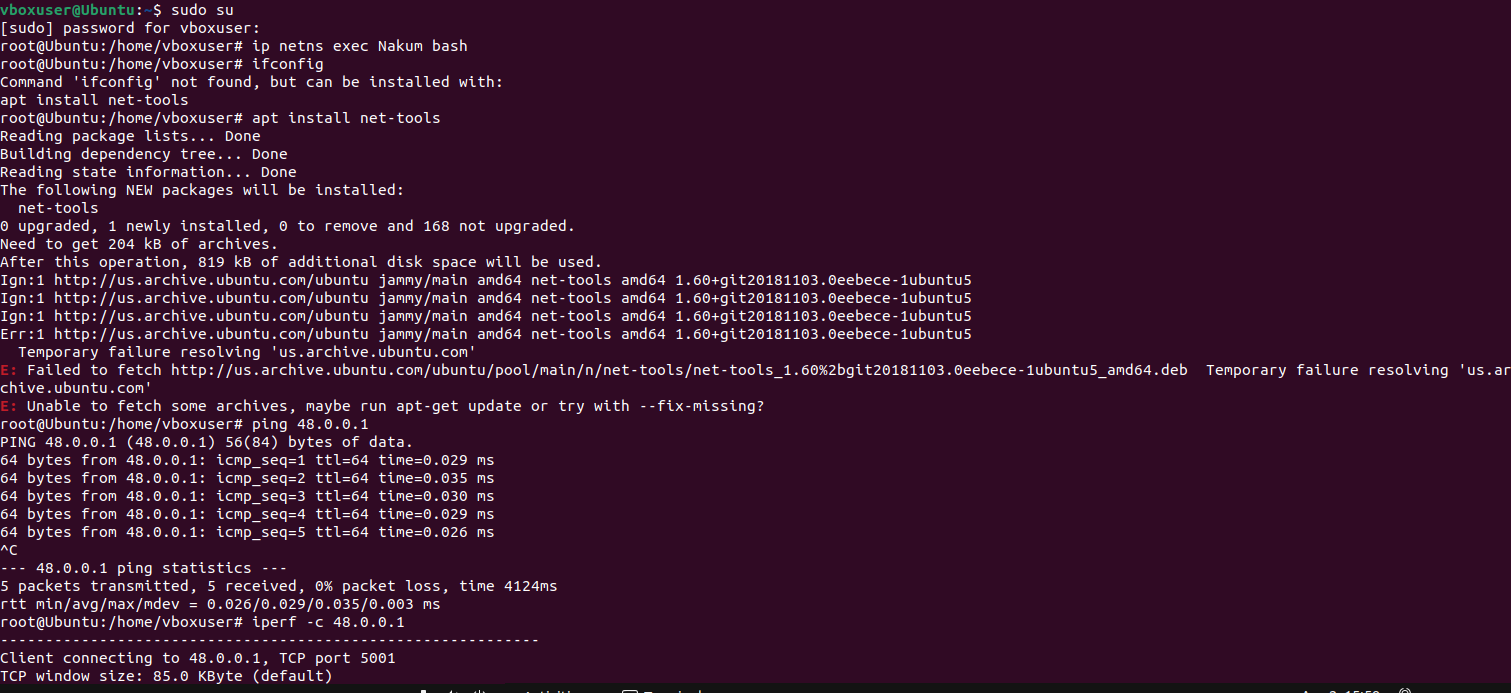 vboxuser@Ubuntu:~$ sudo su
[sudo] password for vboxuser:
root@Ubuntu:/home/vboxuser# ip netns exec Nakum bash
root@Ubuntu:/home/vboxuser# ifconfig
Command 'ifconfig' not found, but can be installed with:
apt install net-tools
root@Ubuntu:/home/vboxuser# apt install net-tools
Reading package lists... Done
Building dependency tree... Done
Reading state information... Done
The following NEW packages will be installed:
  net-tools
0 upgraded, 1 newly installed, 0 to remove and 168 not upgraded.
Need to get 204 kB of archives.
After this operation, 819 kB of additional disk space will be used.
Ign:1 http://us.archive.ubuntu.com/ubuntu jammy/main amd64 net-tools amd64 1.60+git20181103.0eebece-1ubuntu5
Ign:1 http://us.archive.ubuntu.com/ubuntu jammy/main amd64 net-tools amd64 1.60+git20181103.0eebece-1ubuntu5
Ign:1 http://us.archive.ubuntu.com/ubuntu jammy/main amd64 net-tools amd64 1.60+git20181103.0eebece-1ubuntu5
Err:1 http://us.archive.ubuntu.com/ubuntu jammy/main amd64 net-tools amd64 1.60+git20181103.0eebece-1ubuntu5
  Temporary failure resolving 'us.archive.ubuntu.com'
E: Failed to fetch http://us.archive.ubuntu.com/ubuntu/pool/main/n/net-tools/net-tools_1.60%2bgit20181103.0eebece-1ubuntu5_amd64.deb  Temporary failure resolving 'us.ar
chive.ubuntu.com'
E: Unable to fetch some archives, maybe run apt-get update or try with --fix-missing?
root@Ubuntu:/home/vboxuser# ping 48.0.0.1
PING 48.0.0.1 (48.0.0.1) 56(84) bytes of data.
64 bytes from 48.0.0.1: icmp_seq=1 ttl=64 time=0.029 ms
64 bytes from 48.0.0.1: icmp_seq=2 ttl=64 time=0.035 ms
64 bytes from 48.0.0.1: icmp_seq=3 ttl=64 time=0.030 ms
64 bytes from 48.0.0.1: icmp_seq=4 ttl=64 time=0.029 ms
64 bytes from 48.0.0.1: icmp_seq=5 ttl=64 time=0.026 ms
^C
--- 48.0.0.1 ping statistics ---
5 packets transmitted, 5 received, 0% packet loss, time 4124ms
rtt min/avg/max/mdev = 0.026/0.029/0.035/0.003 ms
root@Ubuntu:/home/vboxuser# iperf -c 48.0.0.1
------------------------------------------------------------
Client connecting to 48.0.0.1, TCP port 5001
TCP window size: 85.0 KByte (default)